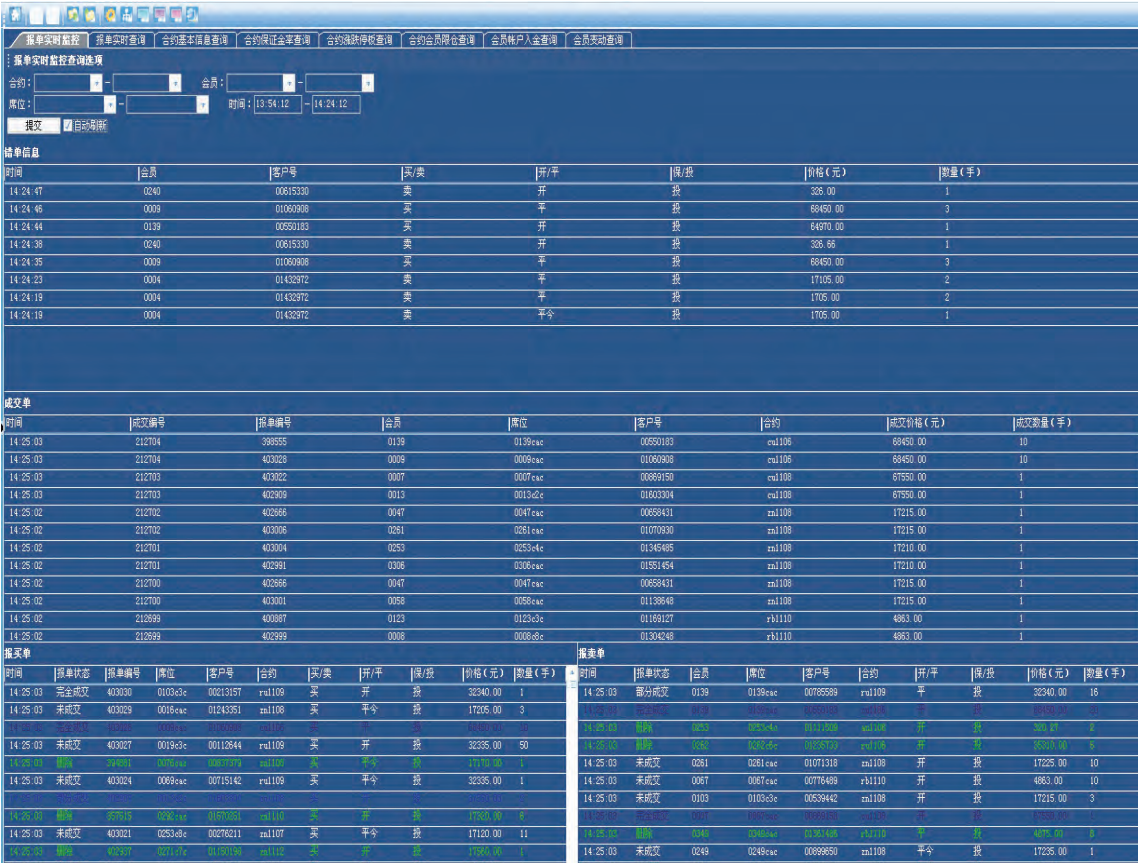 报单实时监控 报单实时查询 合约基本信息查询 合约保证金率查询 合约涨跌停板查询 合约会员限仓查询 会员帐户入金查询 会员变动查询
报单实时监控查询选项
合约: - 会员: -
席位: - 时间: 13:54:12 - 14:24:12
提交 自动刷新
错单信息
时间 会员 客户号 买/卖 开/平 保/投 价格(元) 数量(手)
14:24:47 0240 00615330 卖 开 投 326.00 1
14:24:46 0009 01060908 买 平 投 68450.00 3
14:24:44 0139 00550183 买 开 投 64970.00 1
14:24:38 0240 00615330 卖 开 投 326.66 1
14:24:35 0009 01060908 买 平 投 68450.00 3
14:24:23 0004 01432972 卖 平 投 17105.00 2
14:24:19 0004 01432972 卖 平 投 1705.00 2
14:24:19 0004 01432972 卖 平今 投 1705.00 1
成交单
时间 成交编号 报单编号 会员 席位 客户号 合约 成交价格(元) 成交数量(手)
14:25:03 212704 398555 0139 0139cac 00550183 cu1106 68450.00 10
14:25:03 212704 403028 0009 0009cac 01060908 cu1106 68450.00 10
14:25:03 212703 403022 0007 0007cac 00869150 cu1108 67550.00 1
14:25:03 212703 402909 0013 0013c2c 01603304 cu1108 67550.00 1
14:25:02 212702 402666 0047 0047cac 00658431 zn1108 17215.00 1
14:25:02 212702 403006 0261 0261cac 01070930 zn1108 17215.00 1
14:25:02 212701 403004 0253 0253c4c 01345485 zn1108 17210.00 1
14:25:02 212701 402991 0306 0306cac 01551454 zn1108 17210.00 1
14:25:02 212700 402666 0047 0047cac 00658431 zn1108 17215.00 1
14:25:02 212700 403001 0058 0058cac 01138648 zn1108 17215.00 1
14:25:02 212699 400887 0123 0123c3c 01169127 rb1110 4863.00 1
14:25:02 212699 402999 0008 0008c8c 01304248 rb1110 4863.00 1
报买单 报卖单
时间 报单状态 报单编号 席位 客户号 合约 买/卖 开/平 保/投 价格(元) 数量(手) 时间 报单状态 会员 席位 客户号 合约 开/平 保/投 价格(元) 数量(手)
14:25:03 完全成交 403030 0103c3c 00213157 ru1109 买 开 投 32340.00 1 14:25:03 部分成交 0139 0139cac 00785589 ru1109 平 投 32340.00 16
14:25:03 未成交 403029 0016cac 01243351 zn1108 买 平今 投 17205.00 3
14:25:03 删除 0253 开 投 2
14:25:03 未成交 403027 0019c3c 00112644 ru1109 买 开 投 32335.00 50 14:25:03 删除 0262 开 投 6
14:25:03 删除 买 平今 投 17170.00 1 14:25:03 未成交 0261 0261cac 01071318 zn1108 开 投 17225.00 10
14:25:03 未成交 403024 0069cac 00715142 ru1109 买 平今 投 32335.00 1 14:25:03 未成交 0067 0067cac 00776489 rb1110 开 投 4863.00 10
14:25:03 未成交 0103 0103c3c 00539442 zn1108 开 投 17215.00 3
14:25:03 删除 买 开 投 6
14:25:03 未成交 403021 0253c8c 00276211 zn1107 买 平今 投 17120.00 11 14:25:03 删除 平 投 4875.00 8
14:25:03 删除 买 开 投 1 14:25:03 未成交 0249 0249cac 00899650 zn1108 平今 投 17235.00 1